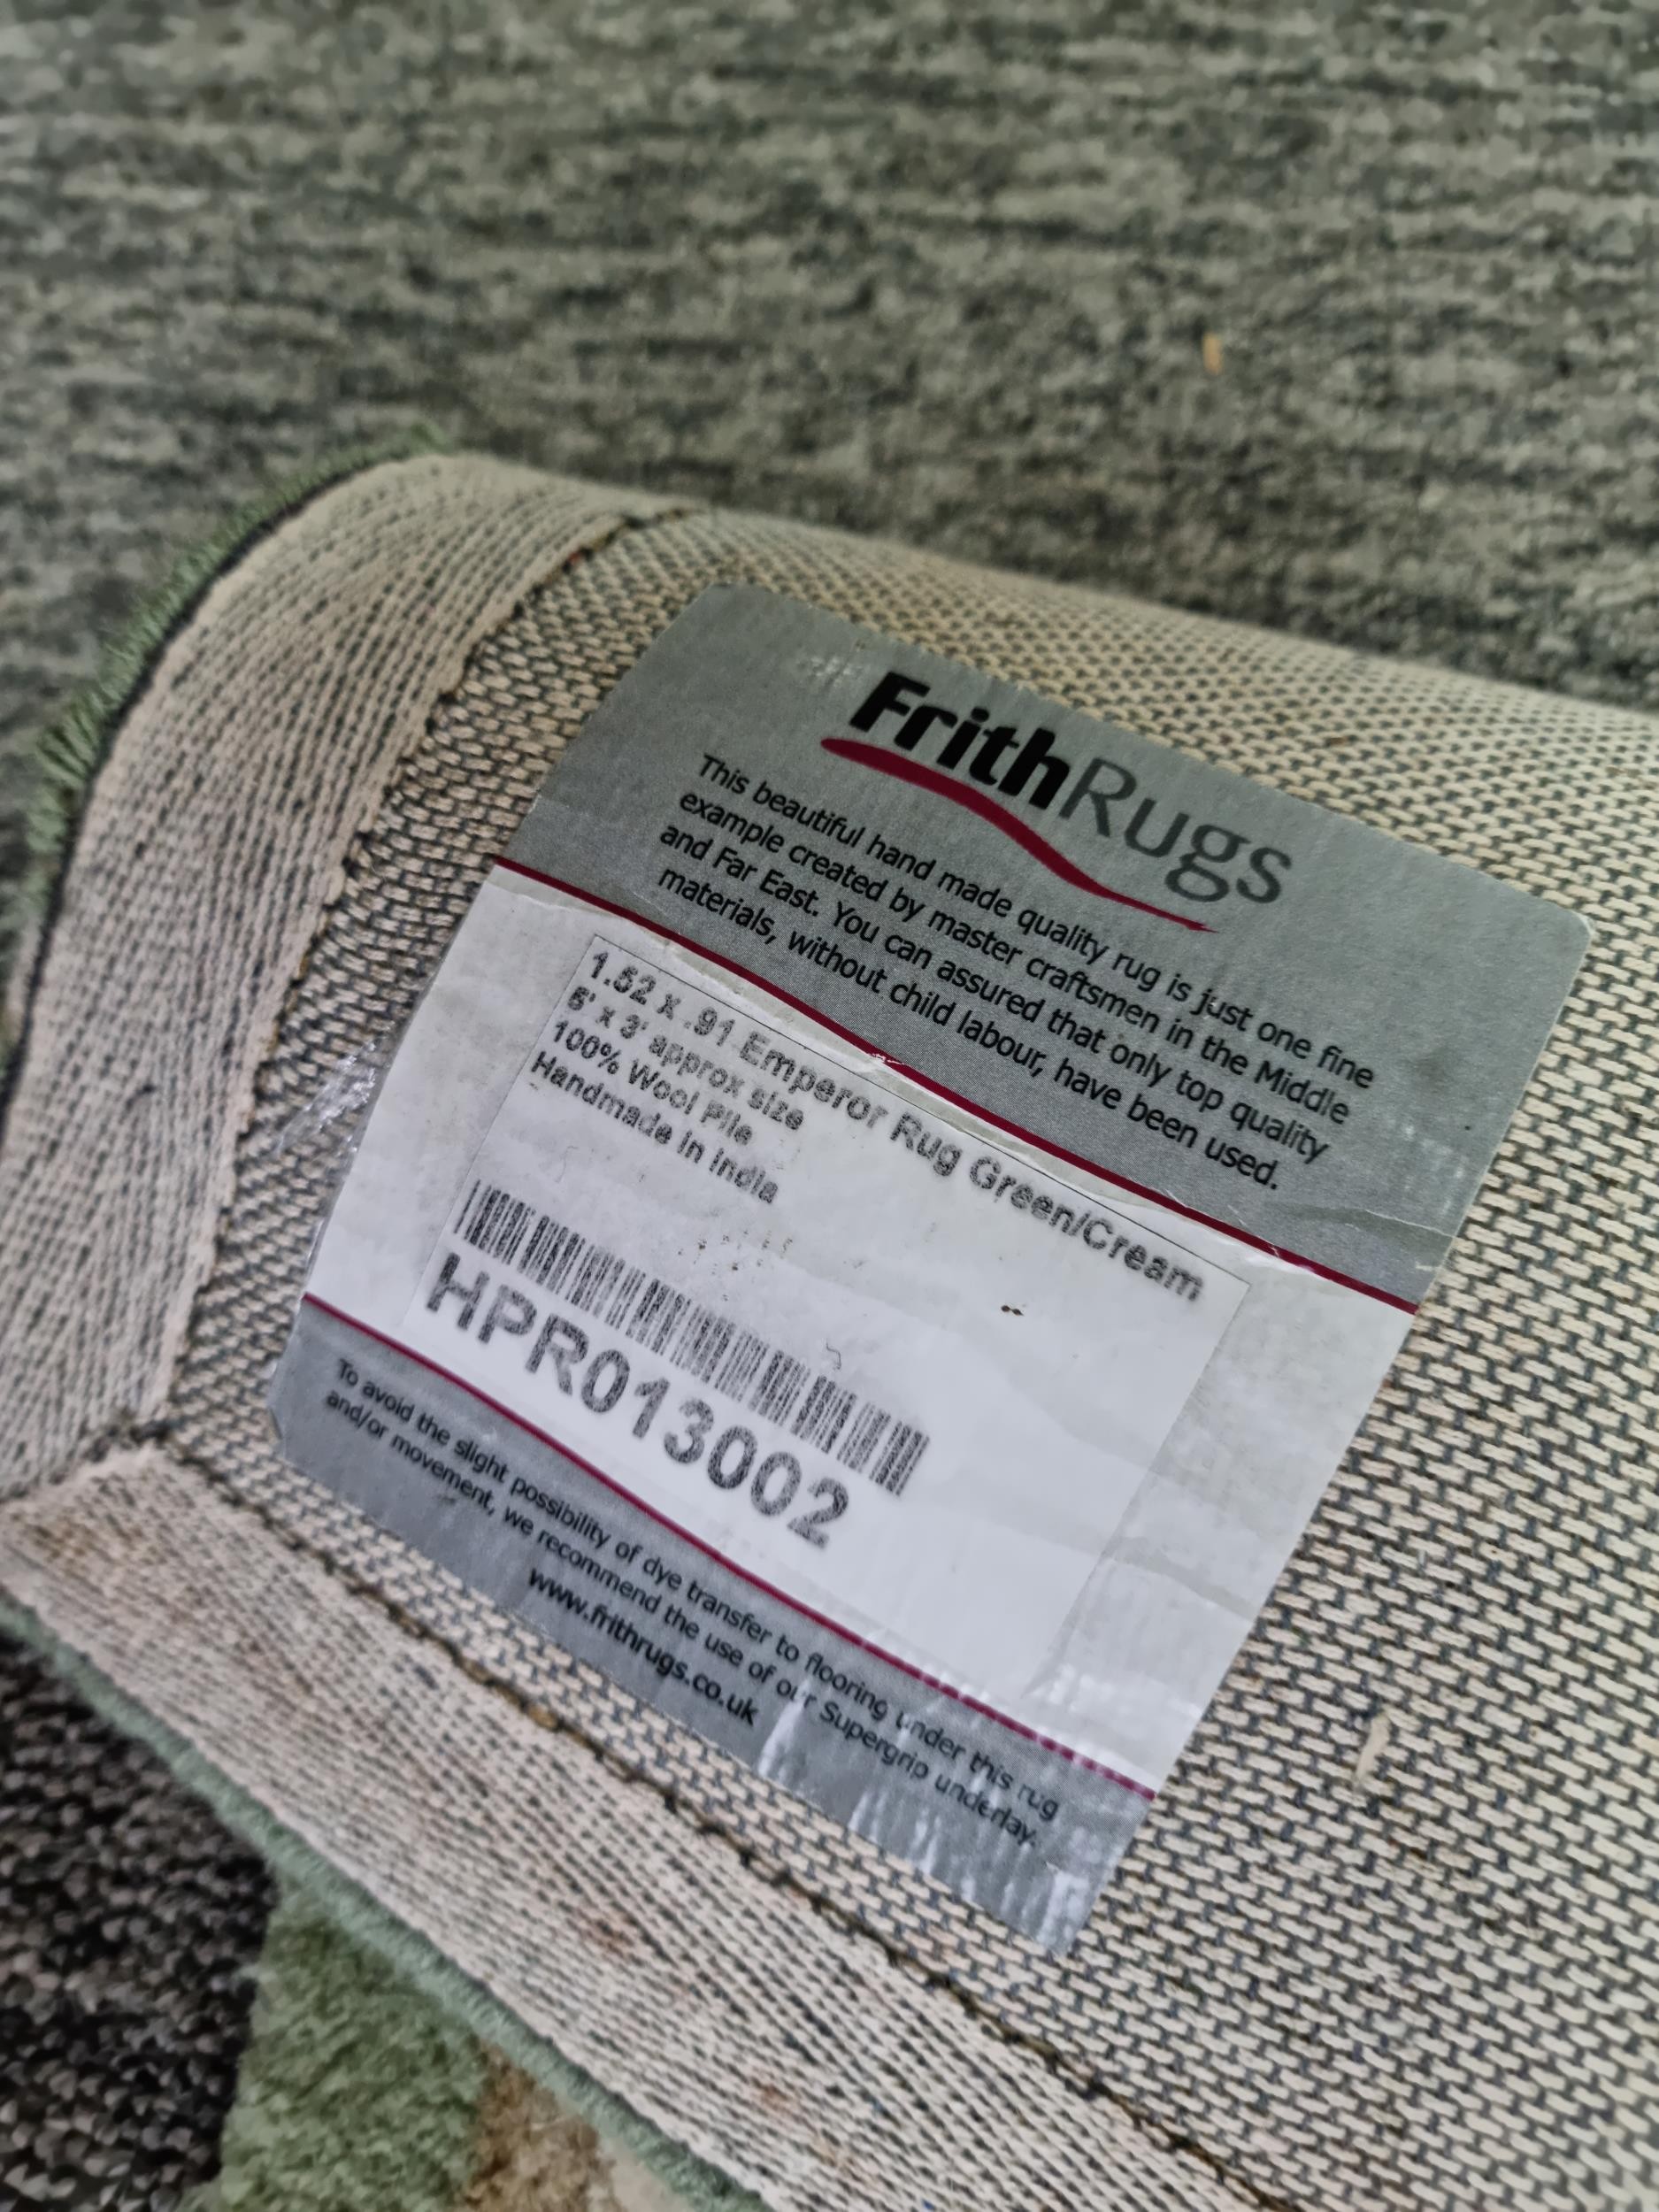 FrithRugs
This beautiful hand made quality rug is just one fine
example created by master craftsmen in the Middle
and Far East. You can assured that only top quality
materials, without child labour, have been used.
1.52 x .91 Emperor Rug Green/Cream
5' x 3' approx size
100% Wool Pile
Handmade in India
HPR013002
To avoid the slight possibility of dye transfer to flooring under this rug
and/or movement, we recommend the use of our Supergrip underlay.
www.frithrugs.co.uk